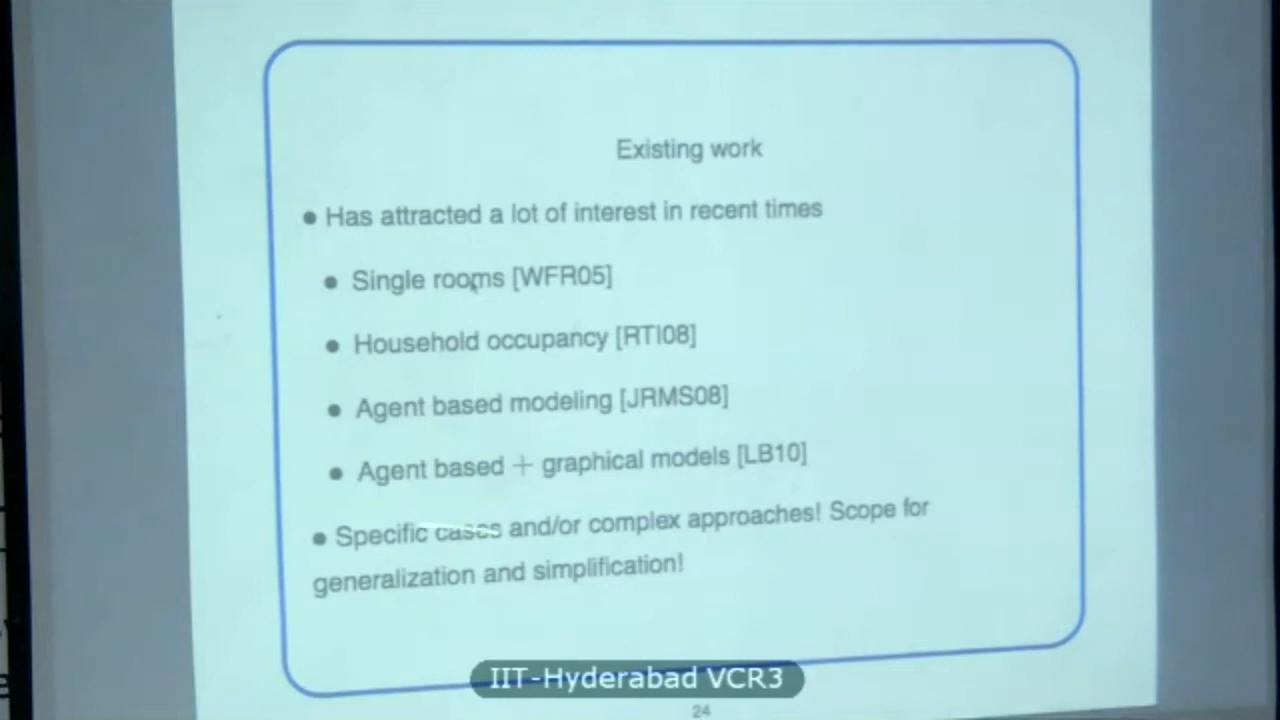 Existing work
● Has attracted a lot of interest in recent times
● Single rooms [WFR05]
● Household occupancy [RTI08]
● Agent based modeling [JRMS08]
● Agent based + graphical models [LB10]
● Specific cases and/or complex approaches! Scope for
generalization and simplification!
IIT-Hyderabad VCR3
24